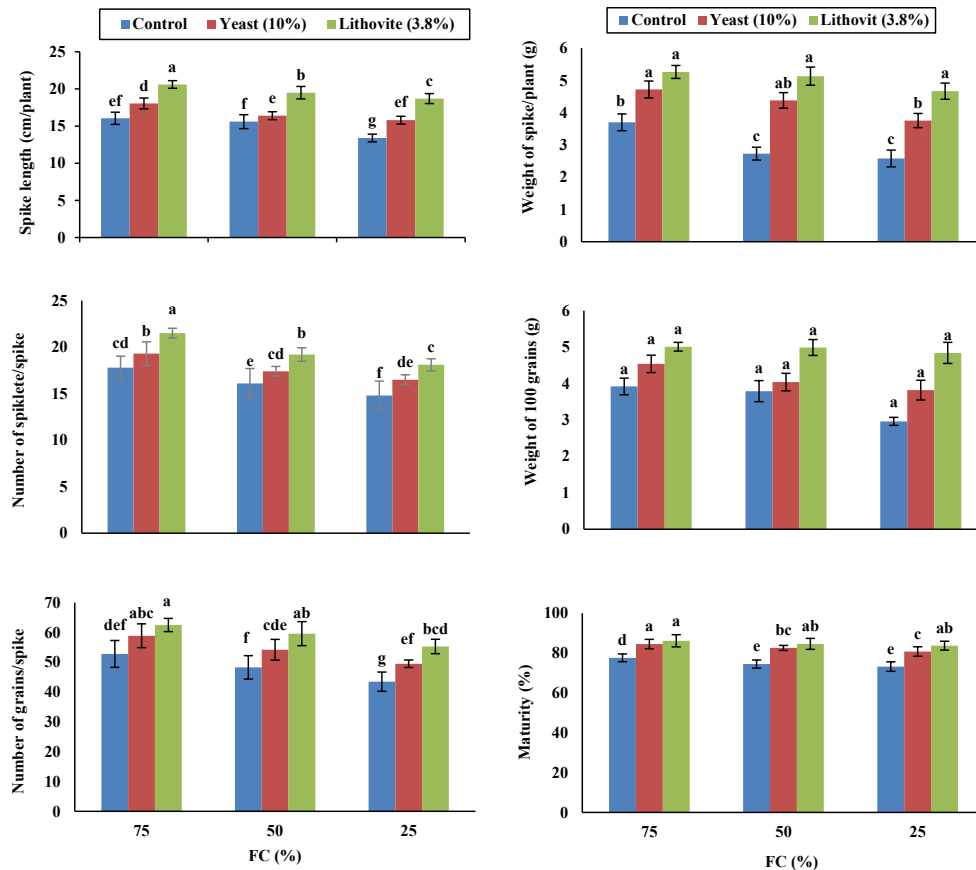 Control Yeast (10%) Lithovite (3.8%)
Spike length (cm/plant)
25
20
15
10
5
0
ef d a f e b g ef c
Control Yeast (10%) Lithovit (3.8%)
Weight of spike/plant (g)
6
5
4
3
2
1
0
b a a c ab a c b a
Number of spiklete/spike
25
20
15
10
5
0
cd b a e cd b f de c
Weight of 100 grains (g)
6
5
4
3
2
1
0
a a a a a a a a a
Number of grains/spike
70
60
50
40
30
20
10
0
def abc a f cde ab g ef bcd
75 50 25
FC (%)
Maturity (%)
100
80
60
40
20
0
d a a e bc ab e c ab
75 50 25
FC (%)